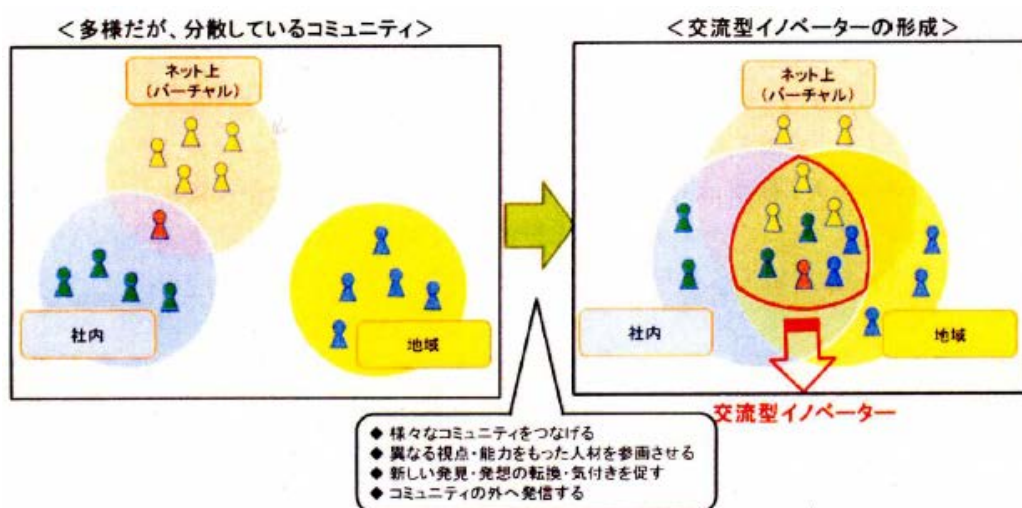 ＜多様だが、分散しているコミュニティ＞
ネット上
(バーチャル)
社内
地域
＜交流型イノベーターの形成＞
ネット上
(バーチャル)
社内
地域
交流型イノベーター
◆ 様々なコミュニティをつなげる
◆ 異なる視点・能力をもった人材を参画させる
◆ 新しい発見・発想の転換・気付きを促す
◆ コミュニティの外へ発信する